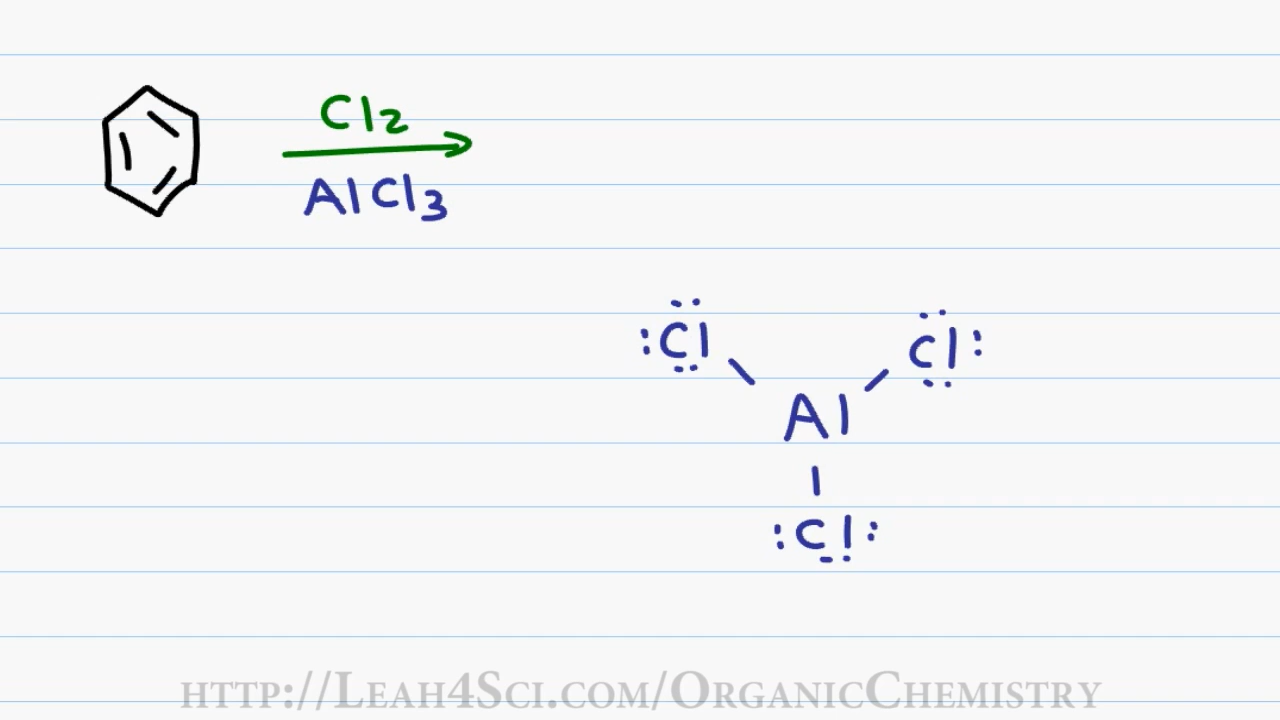 Cl2
AlCl3
:Cl Cl:
Al
:Cl:
HTTP://LEAH4SCI.COM/ORGANICCHEMISTRY